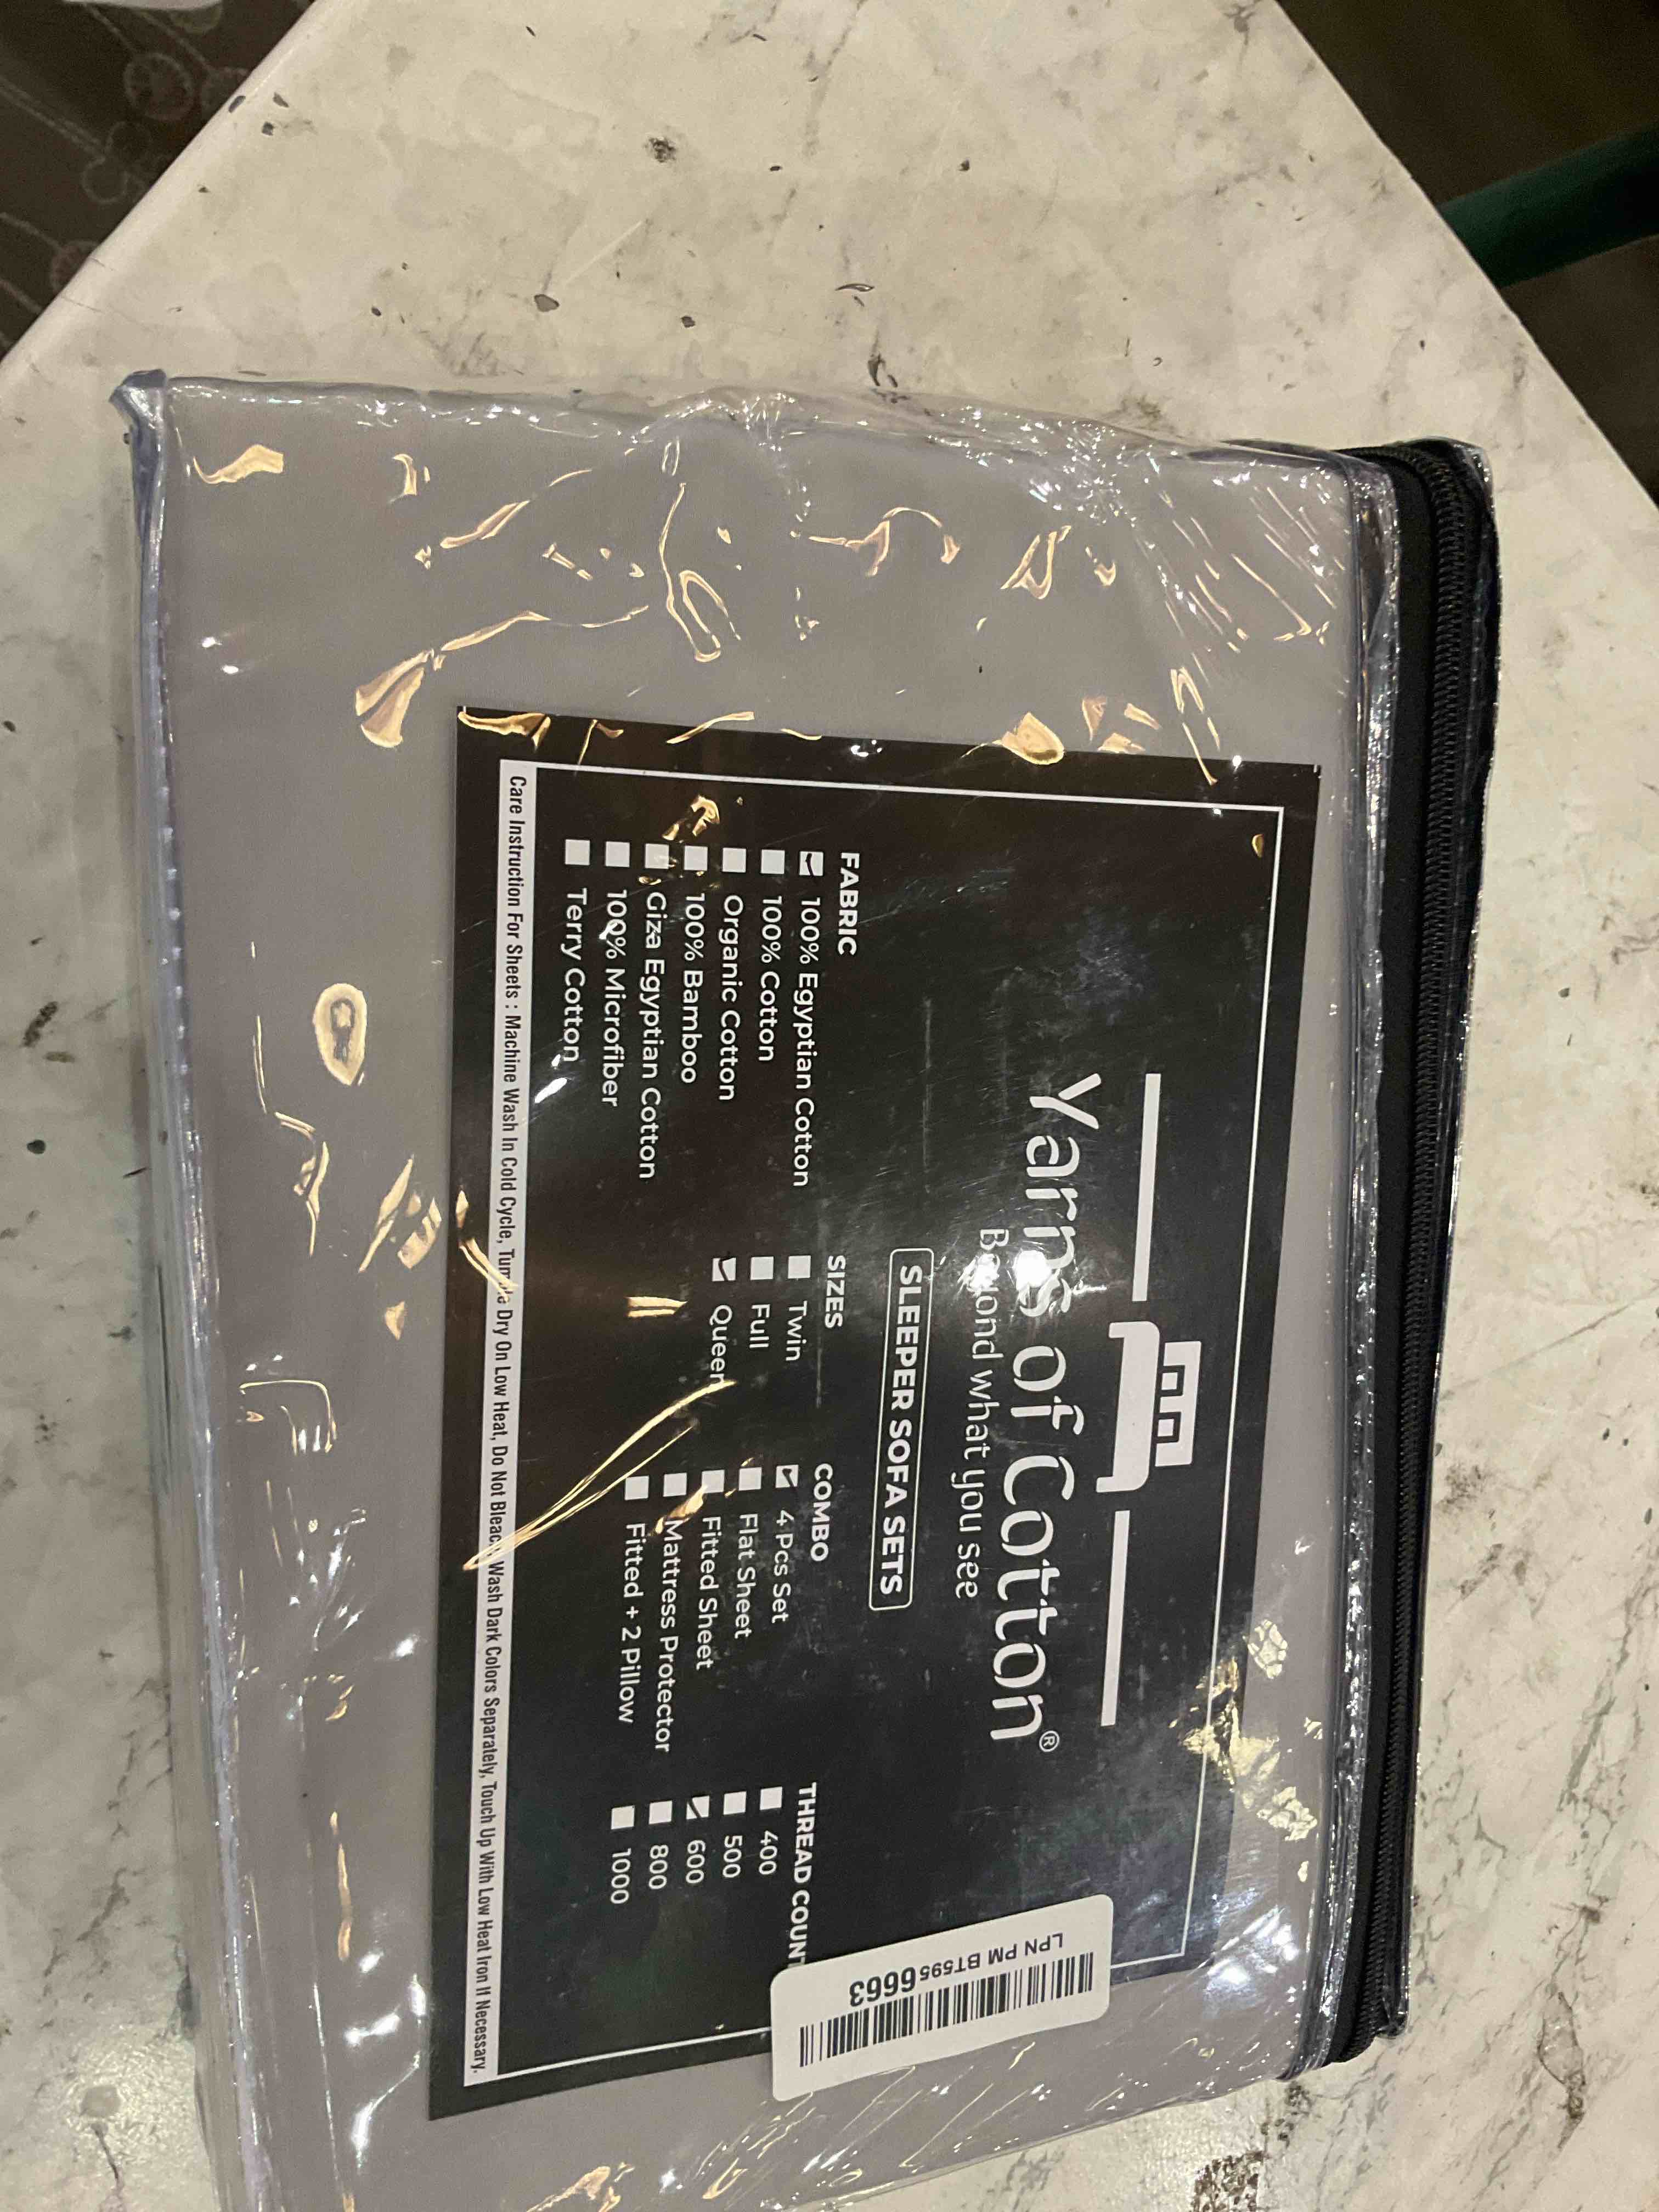 Yarns of Cotton®
Beyond what you see
SLEEPER SOFA SETS
FABRIC
100% Egyptian Cotton
100% Cotton
Organic Cotton
100% Bamboo
Giza Egyptian Cotton
100% Microfiber
Terry Cotton
SIZES
Twin
Full
Queen
COMBO
4 Pcs Set
Flat Sheet
Fitted Sheet
Mattress Protector
Fitted + 2 Pillow
THREAD COUNT
400
500
600
800
1000
Care Instruction For Sheets : Machine Wash In Cold Cycle, Tumble Dry On Low Heat, Do Not Bleach Wash Dark Colors Separately, Touch Up With Low Heat Iron If Necessary.
LPN PM BT5956663